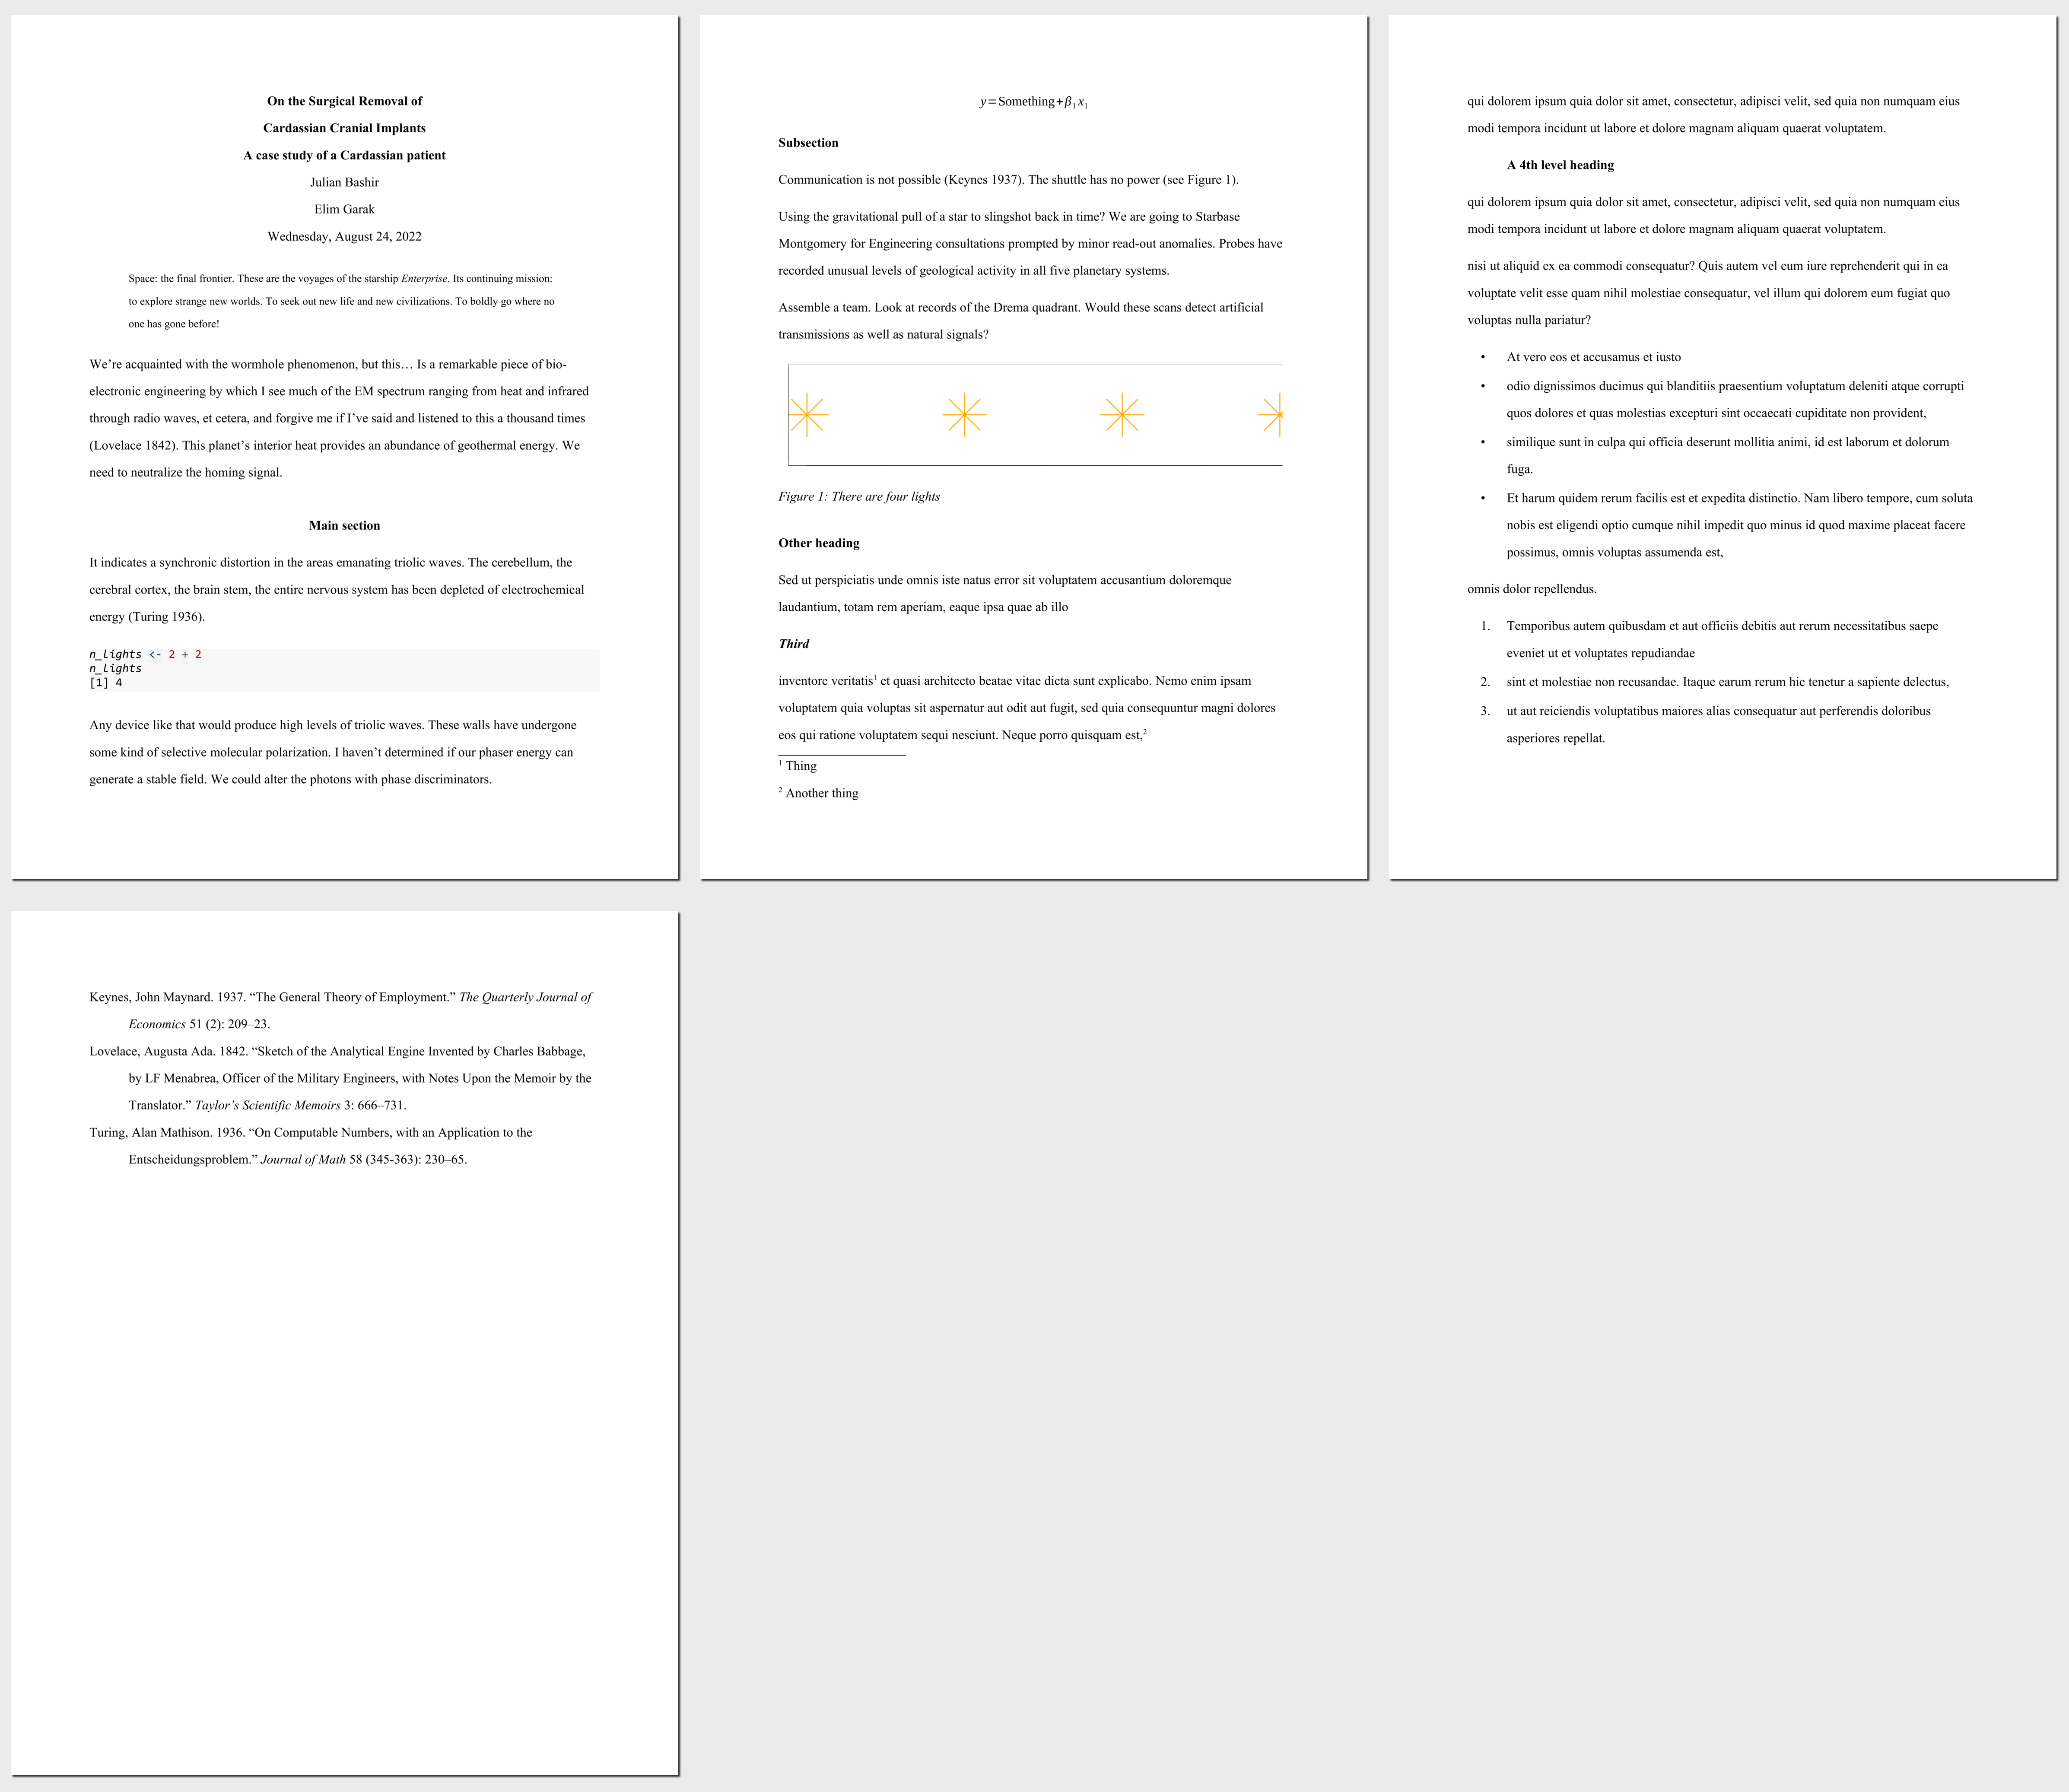 On the Surgical Removal of
Cardassian Cranial Implants
A case study of a Cardassian patient
Julian Bashir
Elim Garak
Wednesday, August 24, 2022
Space: the final frontier. These are the voyages of the starship Enterprise. Its continuing mission:
to explore strange new worlds. To seek out new life and new civilizations. To boldly go where no
one has gone before!
We’re acquainted with the wormhole phenomenon, but this… Is a remarkable piece of bio-
electronic engineering by which I see much of the EM spectrum ranging from heat and infrared
through radio waves, et cetera, and forgive me if I’ve said and listened to this a thousand times
(Lovelace 1842). This planet’s interior heat provides an abundance of geothermal energy. We
need to neutralize the homing signal.
Main section
It indicates a synchronic distortion in the areas emanating triolic waves. The cerebellum, the
cerebral cortex, the brain stem, the entire nervous system has been depleted of electrochemical
energy (Turing 1936).
n_lights <- 2 + 2
n_lights
[1] 4
Any device like that would produce high levels of triolic waves. These walls have undergone
some kind of selective molecular polarization. I haven’t determined if our phaser energy can
generate a stable field. We could alter the photons with phase discriminators.
y=Something+β₁x₁
Subsection
Communication is not possible (Keynes 1937). The shuttle has no power (see Figure 1).
Using the gravitational pull of a star to slingshot back in time? We are going to Starbase
Montgomery for Engineering consultations prompted by minor read-out anomalies. Probes have
recorded unusual levels of geological activity in all five planetary systems.
Assemble a team. Look at records of the Drema quadrant. Would these scans detect artificial
transmissions as well as natural signals?
Figure 1: There are four lights
Other heading
Sed ut perspiciatis unde omnis iste natus error sit voluptatem accusantium doloremque
laudantium, totam rem aperiam, eaque ipsa quae ab illo
Third
inventore veritatis¹ et quasi architecto beatae vitae dicta sunt explicabo. Nemo enim ipsam
voluptatem quia voluptas sit aspernatur aut odit aut fugit, sed quia consequuntur magni dolores
eos qui ratione voluptatem sequi nesciunt. Neque porro quisquam est,²
¹ Thing
² Another thing
qui dolorem ipsum quia dolor sit amet, consectetur, adipisci velit, sed quia non numquam eius
modi tempora incidunt ut labore et dolore magnam aliquam quaerat voluptatem.
A 4th level heading
qui dolorem ipsum quia dolor sit amet, consectetur, adipisci velit, sed quia non numquam eius
modi tempora incidunt ut labore et dolore magnam aliquam quaerat voluptatem.
nisi ut aliquid ex ea commodi consequatur? Quis autem vel eum iure reprehenderit qui in ea
voluptate velit esse quam nihil molestiae consequatur, vel illum qui dolorem eum fugiat quo
voluptas nulla pariatur?
• At vero eos et accusamus et iusto
• odio dignissimos ducimus qui blanditiis praesentium voluptatum deleniti atque corrupti
quos dolores et quas molestias excepturi sint occaecati cupiditate non provident,
• similique sunt in culpa qui officia deserunt mollitia animi, id est laborum et dolorum
fuga.
• Et harum quidem rerum facilis est et expedita distinctio. Nam libero tempore, cum soluta
nobis est eligendi optio cumque nihil impedit quo minus id quod maxime placeat facere
possimus, omnis voluptas assumenda est,
omnis dolor repellendus.
1. Temporibus autem quibusdam et aut officiis debitis aut rerum necessitatibus saepe
eveniet ut et voluptates repudiandae
2. sint et molestiae non recusandae. Itaque earum rerum hic tenetur a sapiente delectus,
3. ut aut reiciendis voluptatibus maiores alias consequatur aut perferendis doloribus
asperiores repellat.
Keynes, John Maynard. 1937. “The General Theory of Employment.” The Quarterly Journal of
Economics 51 (2): 209–23.
Lovelace, Augusta Ada. 1842. “Sketch of the Analytical Engine Invented by Charles Babbage,
by LF Menabrea, Officer of the Military Engineers, with Notes Upon the Memoir by the
Translator.” Taylor’s Scientific Memoirs 3: 666–731.
Turing, Alan Mathison. 1936. “On Computable Numbers, with an Application to the
Entscheidungsproblem.” Journal of Math 58 (345-363): 230–65.